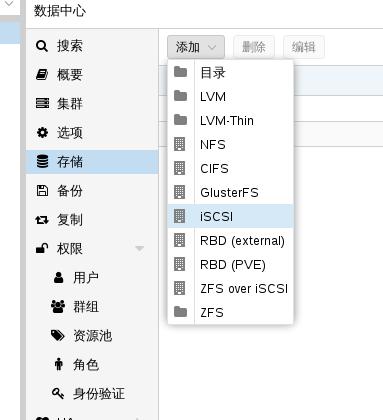 数据中心
搜索
概要
集群
选项
存储
备份
复制
权限
用户
群组
资源池
角色
身份验证
添加 删除 编辑
目录
LVM
LVM-Thin
NFS
CIFS
GlusterFS
iSCSI
RBD (external)
RBD (PVE)
ZFS over iSCSI
ZFS